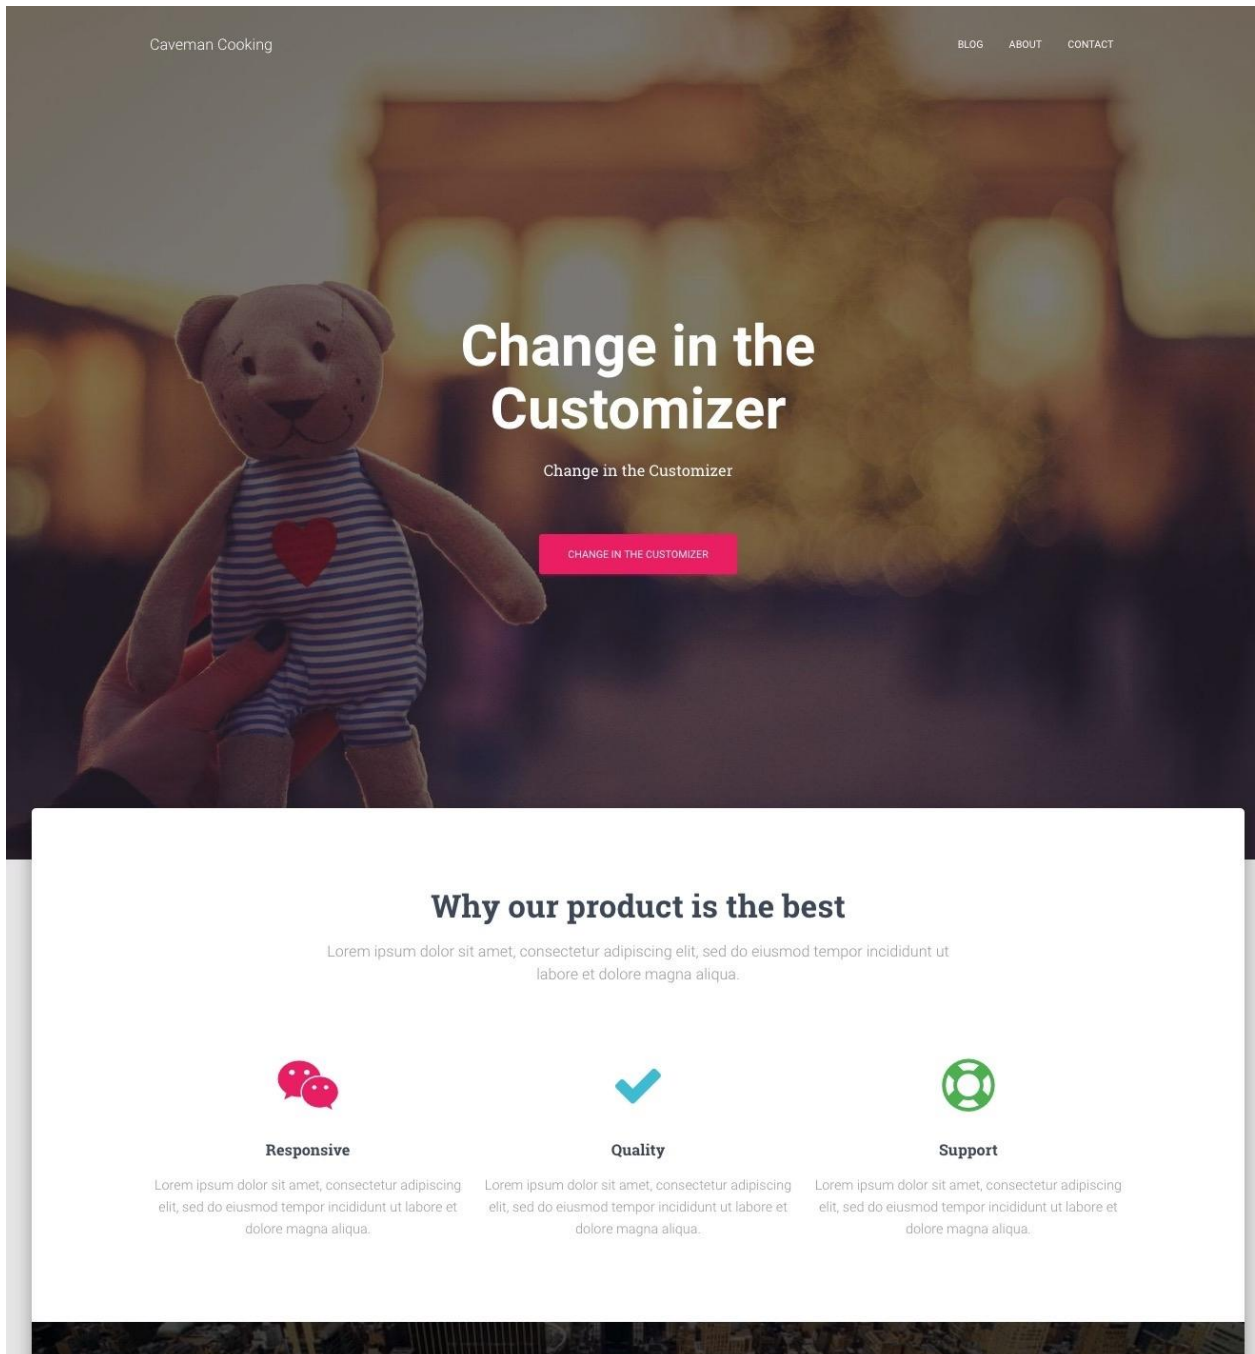 Caveman Cooking
BLOG ABOUT CONTACT
Change in the
Customizer
Change in the Customizer
CHANGE IN THE CUSTOMIZER
Why our product is the best
Lorem ipsum dolor sit amet, consectetur adipiscing elit, sed do eiusmod tempor incididunt ut
labore et dolore magna aliqua.
Responsive
Lorem ipsum dolor sit amet, consectetur adipiscing
elit, sed do eiusmod tempor incididunt ut labore et
dolore magna aliqua.
Quality
Lorem ipsum dolor sit amet, consectetur adipiscing
elit, sed do eiusmod tempor incididunt ut labore et
dolore magna aliqua.
Support
Lorem ipsum dolor sit amet, consectetur adipiscing
elit, sed do eiusmod tempor incididunt ut labore et
dolore magna aliqua.